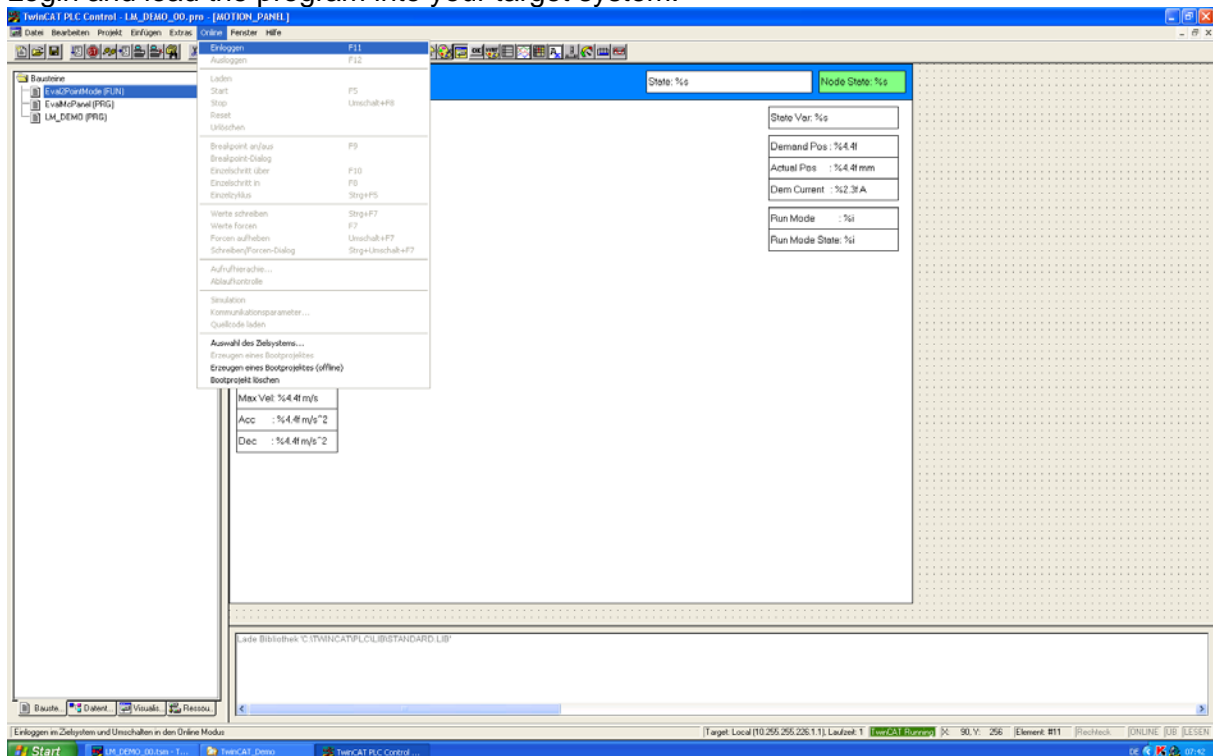 Login and load the program into your target system.
TwinCAT PLC Control - LM_DEMO_00.pro - [MOTION_PANEL]
Datei Bearbeiten Projekt Einfügen Extras Online Fenster Hilfe
Einloggen F11
Ausloggen F12
Laden
Start F5
Stop Umschalt+F8
Reset
Urlöschen
Breakpoint an/aus F9
Breakpoint-Dialog
Einzelschritt über F10
Einzelschritt in F8
Einzelzyklus Strg+F5
Werte schreiben Strg+F7
Werte forcen F7
Forcen aufheben Umschalt+F7
Schreiben/Forcen-Dialog Strg+Umschalt+F7
Aufrufhierachie...
Ablaufkontrolle
Simulation
Kommunikationsparameter...
Quellcode laden
Auswahl des Zielsystems...
Erzeugen eines Bootprojektes
Erzeugen eines Bootprojektes (offline)
Bootprojekt löschen
Bausteine
Eval2PointMode (FUN)
EvalMcPanel (PRG)
LM_DEMO (PRG)
State: %s
Node State: %s
State Var: %s
Demand Pos : %4.4f
Actual Pos : %4.4f mm
Dem Current : %2.3f A
Run Mode : %i
Run Mode State: %i
Max Vel: %4.4f m/s
Acc : %4.4f m/s^2
Dec : %4.4f m/s^2
Lade Bibliothek 'C:\TWINCAT\PLC\LIB\STANDARD.LIB'
Bauste... Datent... Visualis... Ressou...
Einloggen im Zielsystem und Umschalten in den Online Modus
Target: Local (10.255.255.226.1.1), Laufzeit: 1 TwinCAT Running X: 90, Y: 256 Element: #11 Rechteck ONLINE ÜB LESEN
Start LM_DEMO_00.tsm - T... TwinCAT_Demo TwinCAT PLC Control ... DE 07:42